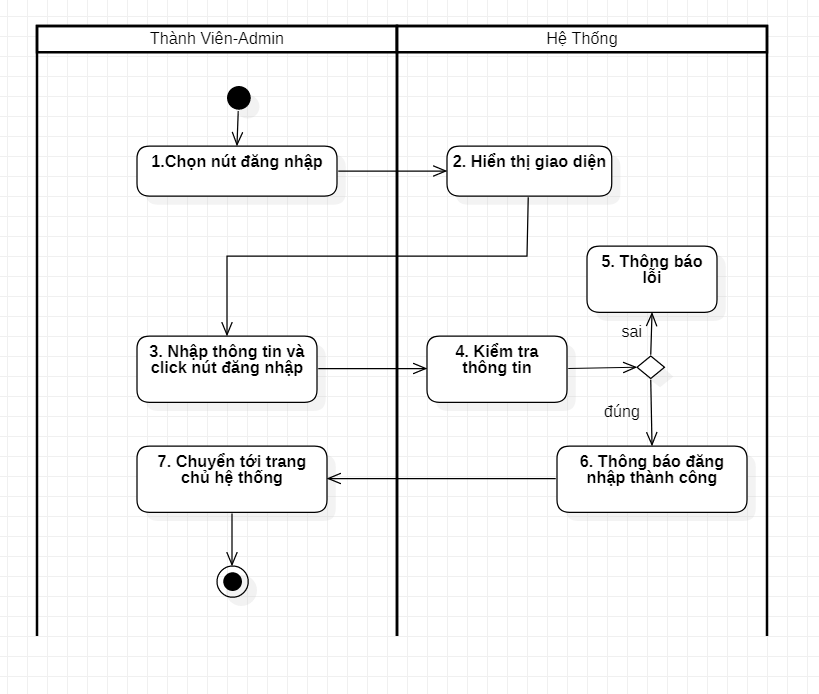 Thành Viên-Admin
Hệ Thống
1.Chọn nút đăng nhập
2. Hiển thị giao diện
5. Thông báo
lỗi
sai
3. Nhập thông tin và
click nút đăng nhập
4. Kiểm tra
thông tin
đúng
7. Chuyển tới trang
chủ hệ thống
6. Thông báo đăng
nhập thành công